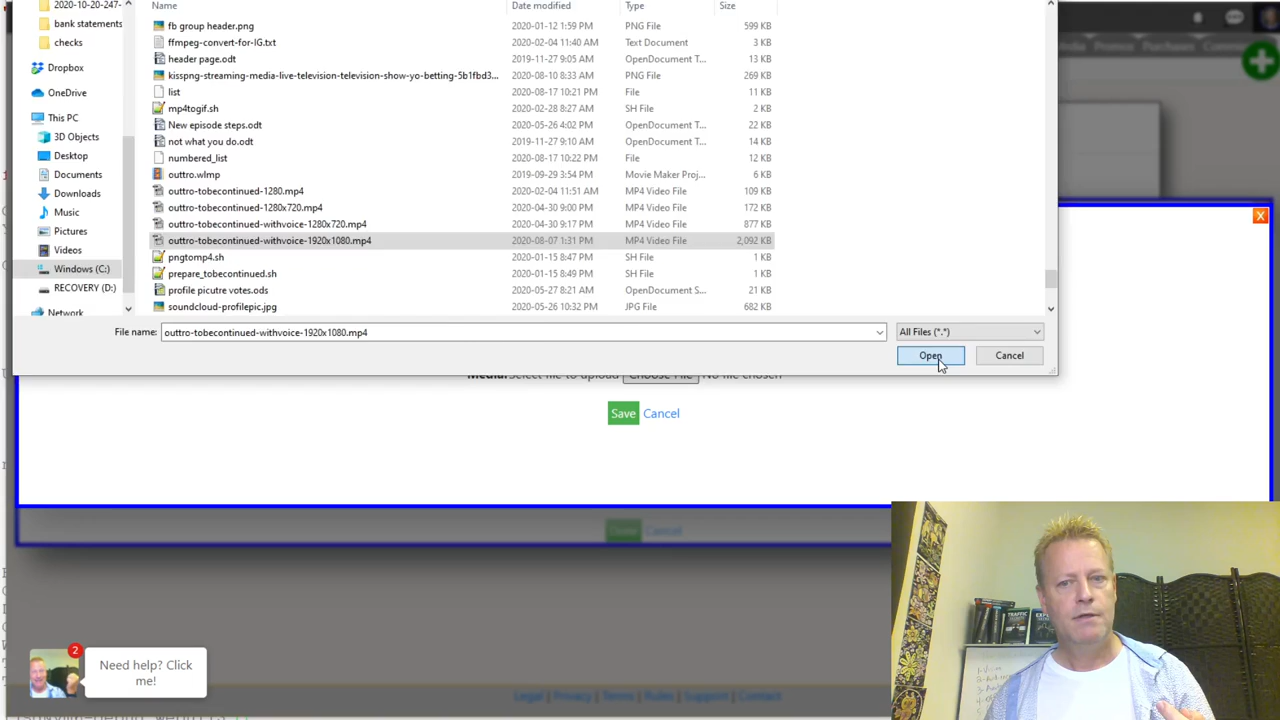 2020-10-20-247-
bank statements
checks
Dropbox
OneDrive
This PC
3D Objects
Desktop
Documents
Downloads
Music
Pictures
Videos
Windows (C:)
RECOVERY (D:)
Network
Name Date modified Type Size
fb group header.png 2020-01-12 1:59 PM PNG File 599 KB
ffmpeg-convert-for-IG.txt 2020-02-04 11:40 AM Text Document 3 KB
header page.odt 2019-11-27 9:05 AM OpenDocument T... 13 KB
kisspng-streaming-media-live-television-television-show-yo-betting-5b1fbd3... 2020-08-10 8:33 AM PNG File 269 KB
list 2020-08-17 10:21 PM File 11 KB
mp4togif.sh 2020-02-28 8:27 AM SH File 2 KB
New episode steps.odt 2020-05-26 4:02 PM OpenDocument T... 22 KB
not what you do.odt 2019-11-27 9:10 AM OpenDocument T... 14 KB
numbered_list 2020-08-17 10:22 PM File 12 KB
outtro.wlmp 2019-09-29 3:54 PM Movie Maker Proj... 6 KB
outtro-tobecontinued-1280.mp4 2020-02-04 11:51 AM MP4 Video File 109 KB
outtro-tobecontinued-1280x720.mp4 2020-04-30 9:00 PM MP4 Video File 172 KB
outtro-tobecontinued-withvoice-1280x720.mp4 2020-04-30 9:17 PM MP4 Video File 877 KB
outtro-tobecontinued-withvoice-1920x1080.mp4 2020-08-07 1:31 PM MP4 Video File 2,092 KB
pngtomp4.sh 2020-01-15 8:47 PM SH File 1 KB
prepare_tobecontinued.sh 2020-01-15 8:49 PM SH File 1 KB
profile picutre votes.ods 2020-05-27 8:21 AM OpenDocument S... 21 KB
soundcloud-profilepic.jpg 2020-05-26 10:32 PM JPG File 682 KB
File name: outtro-tobecontinued-withvoice-1920x1080.mp4 All Files (*.*)
Open Cancel
Media: Select file to upload Choose File No file chosen
Save Cancel
Cancel
Need help? Click
me!
2
Legal | Privacy | Terms | Rules | Support | Contact
Promos Purchases
TRAFFIC
X